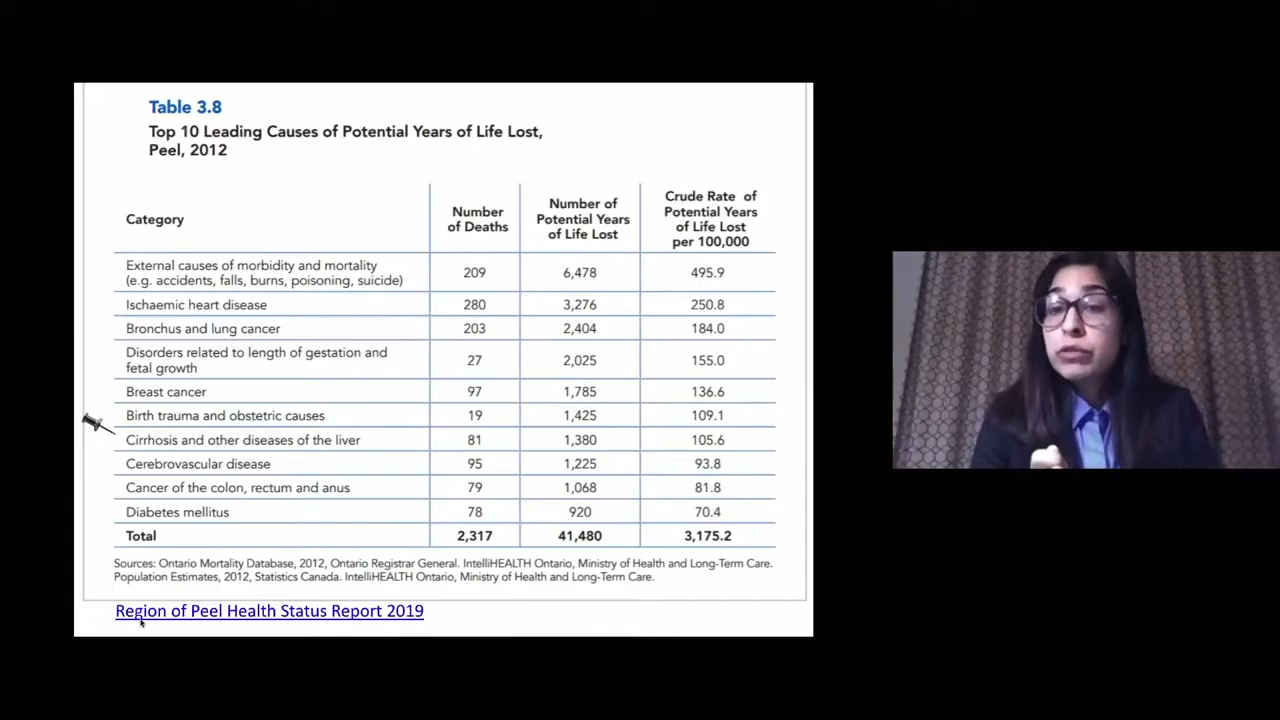 Table 3.8
Top 10 Leading Causes of Potential Years of Life Lost,
Peel, 2012
Category
Number
of Deaths
Number of
Potential Years
of Life Lost
Crude Rate of
Potential Years
of Life Lost
per 100,000
External causes of morbidity and mortality
(e.g. accidents, falls, burns, poisoning, suicide)
209 6,478 495.9
Ischaemic heart disease 280 3,276 250.8
Bronchus and lung cancer 203 2,404 184.0
Disorders related to length of gestation and
fetal growth
27 2,025 155.0
Breast cancer 97 1,785 136.6
Birth trauma and obstetric causes 19 1,425 109.1
Cirrhosis and other diseases of the liver 81 1,380 105.6
Cerebrovascular disease 95 1,225 93.8
Cancer of the colon, rectum and anus 79 1,068 81.8
Diabetes mellitus 78 920 70.4
Total 2,317 41,480 3,175.2
Sources: Ontario Mortality Database, 2012, Ontario Registrar General. IntelliHEALTH Ontario, Ministry of Health and Long-Term Care.
Population Estimates, 2012, Statistics Canada. IntelliHEALTH Ontario, Ministry of Health and Long-Term Care.
Region of Peel Health Status Report 2019